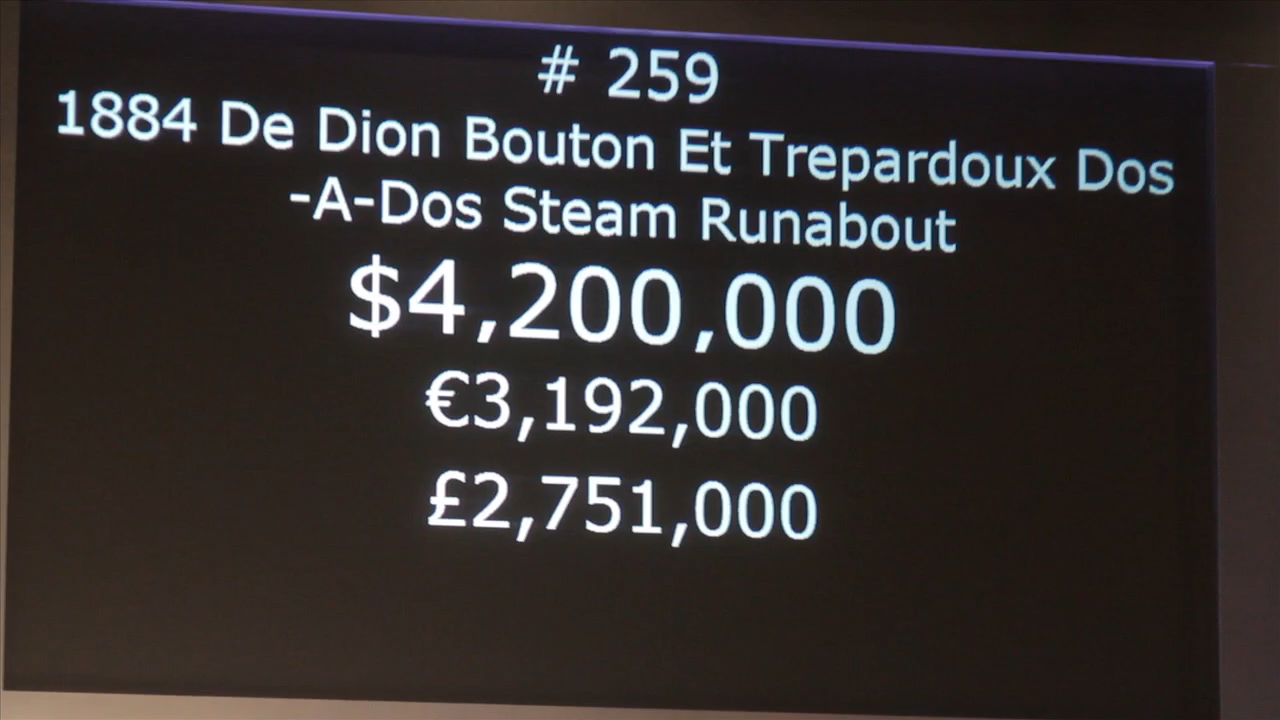 # 259
1884 De Dion Bouton Et Trepardoux Dos
-A-Dos Steam Runabout
$4,200,000
€3,192,000
£2,751,000